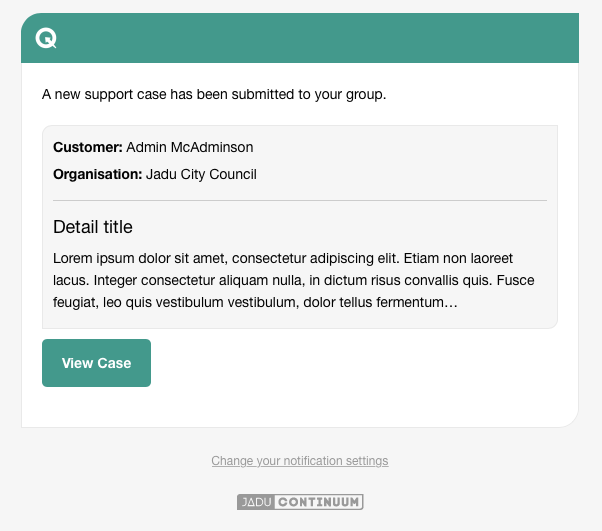 Q
A new support case has been submitted to your group.
Customer: Admin McAdminson
Organisation: Jadu City Council
Detail title
Lorem ipsum dolor sit amet, consectetur adipiscing elit. Etiam non laoreet
lacus. Integer consectetur aliquam nulla, in dictum risus convallis quis. Fusce
feugiat, leo quis vestibulum vestibulum, dolor tellus fermentum…
View Case
Change your notification settings
JADU CONTINUUM